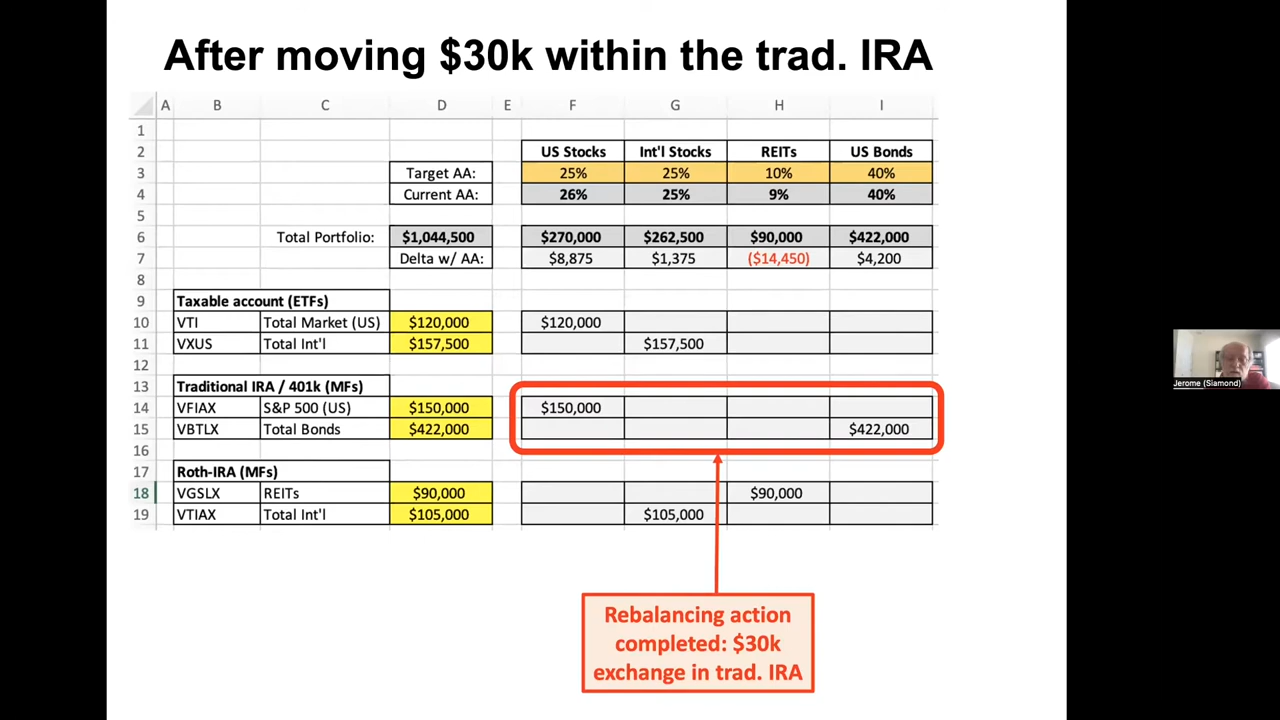 After moving $30k within the trad. IRA
A B C D E F G H I
1
2 US Stocks Int'l Stocks REITs US Bonds
3 Target AA: 25% 25% 10% 40%
4 Current AA: 26% 25% 9% 40%
5
6 Total Portfolio: $1,044,500 $270,000 $262,500 $90,000 $422,000
7 Delta w/ AA: $8,875 $1,375 ($14,450) $4,200
8
9 Taxable account (ETFs)
10 VTI Total Market (US) $120,000 $120,000
11 VXUS Total Int'l $157,500 $157,500
12
13 Traditional IRA / 401k (MFs)
14 VFIAX S&P 500 (US) $150,000 $150,000
15 VBTLX Total Bonds $422,000 $422,000
16
17 Roth-IRA (MFs)
18 VGSLX REITs $90,000 $90,000
19 VTIAX Total Int'l $105,000 $105,000
Rebalancing action
completed: $30k
exchange in trad. IRA
Jerome (Siamond)